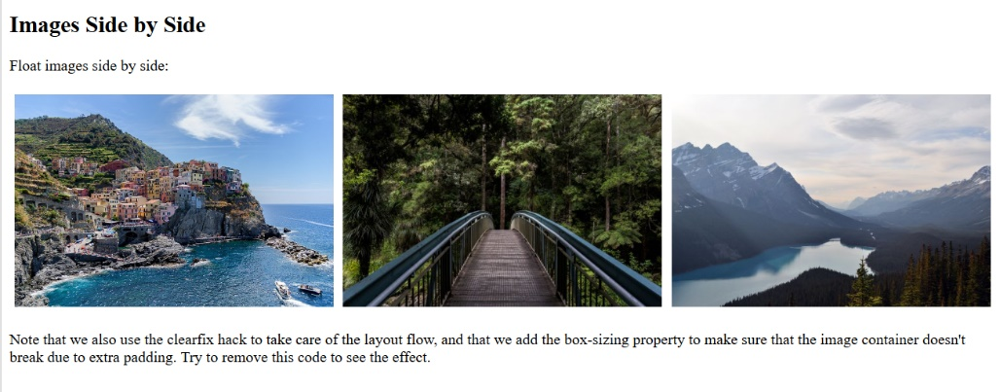 Images Side by Side
Float images side by side:
Note that we also use the clearfix hack to take care of the layout flow, and that we add the box-sizing property to make sure that the image container doesn't
break due to extra padding. Try to remove this code to see the effect.